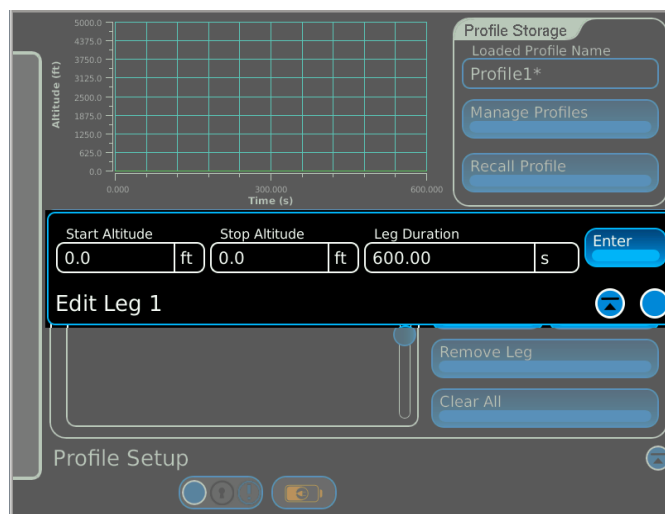 5000.0
4375.0
3750.0
3125.0
2500.0
1875.0
1250.0
625.0
0.0
Altitude (ft)
0.000 300.000 600.000
Time (s)
Profile Storage
Loaded Profile Name
Profile1*
Manage Profiles
Recall Profile
Start Altitude Stop Altitude Leg Duration
0.0 ft 0.0 ft 600.00 s Enter
Edit Leg 1
Remove Leg
Clear All
Profile Setup